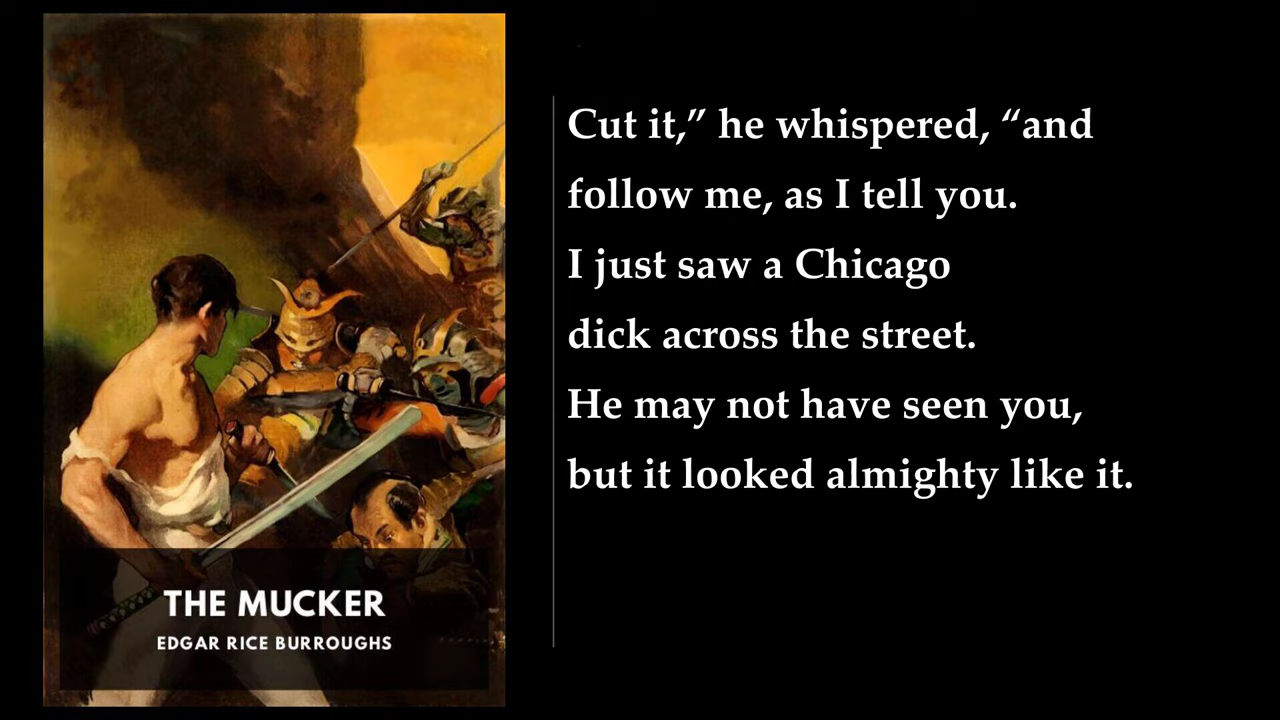 THE MUCKER
EDGAR RICE BURROUGHS
Cut it,” he whispered, “and
follow me, as I tell you.
I just saw a Chicago
dick across the street.
He may not have seen you,
but it looked almighty like it.